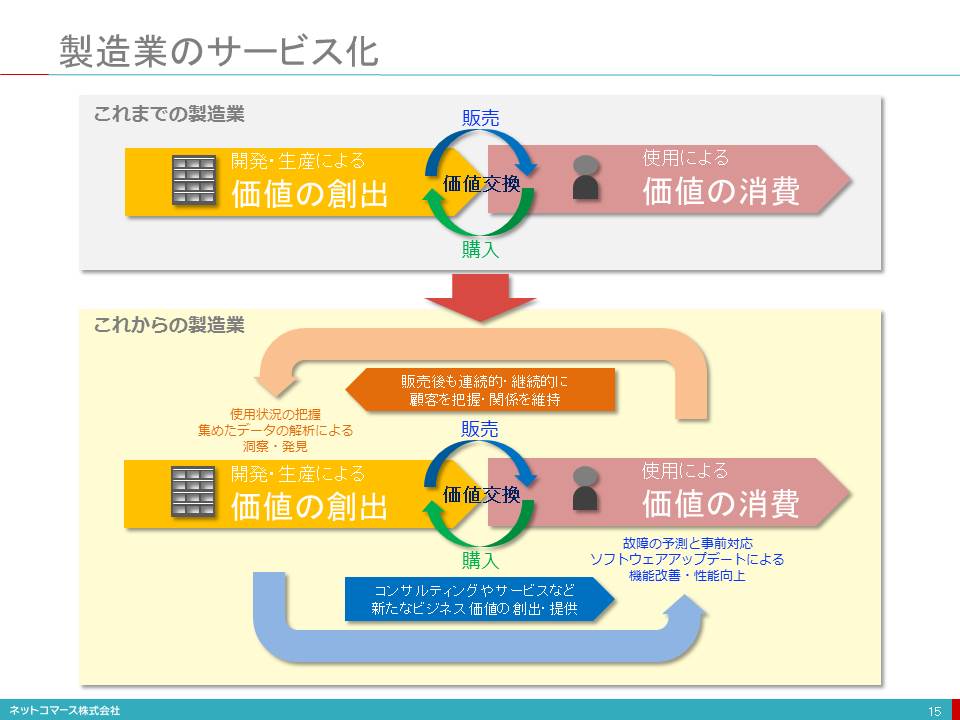 製造業のサービス化
これまでの製造業
販売
開発・生産による
価値の創出
価値交換
使用による
価値の消費
購入
これからの製造業
販売後も連続的・継続的に
顧客を把握・関係を維持
使用状況の把握
集めたデータの解析による
洞察・発見
販売
開発・生産による
価値の創出
価値交換
使用による
価値の消費
購入
故障の予測と事前対応
ソフトウェアアップデートによる
機能改善・性能向上
コンサルティングやサービスなど
新たなビジネス価値の創出・提供
ネットコマース株式会社
15